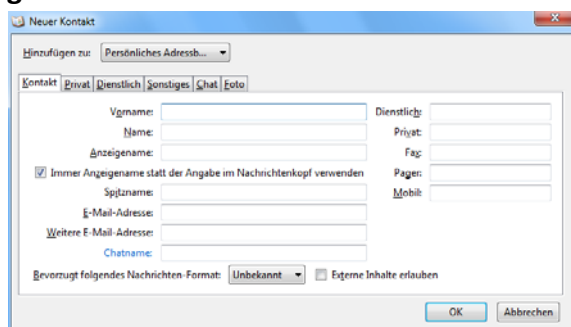 Neuer Kontakt
Hinzufügen zu: Persönliches Adressb...
Kontakt Privat Dienstlich Sonstiges Chat Foto
Vorname: Dienstlich:
Name: Privat:
Anzeigename: Fax:
Immer Anzeigename statt der Angabe im Nachrichtenkopf verwenden Pager:
Spitzname: Mobil:
E-Mail-Adresse:
Weitere E-Mail-Adresse:
Chatname:
Bevorzugt folgendes Nachrichten-Format: Unbekannt Externe Inhalte erlauben
OK Abbrechen